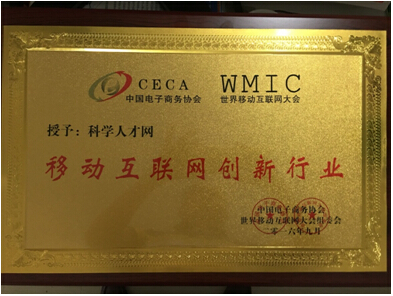 CECA
中国电子商务协会
WMIC
世界移动互联网大会
授予：科学人才网
移动互联网创新行业
中国电子商务协会
世界移动互联网大会组委会
二〇一六年九月